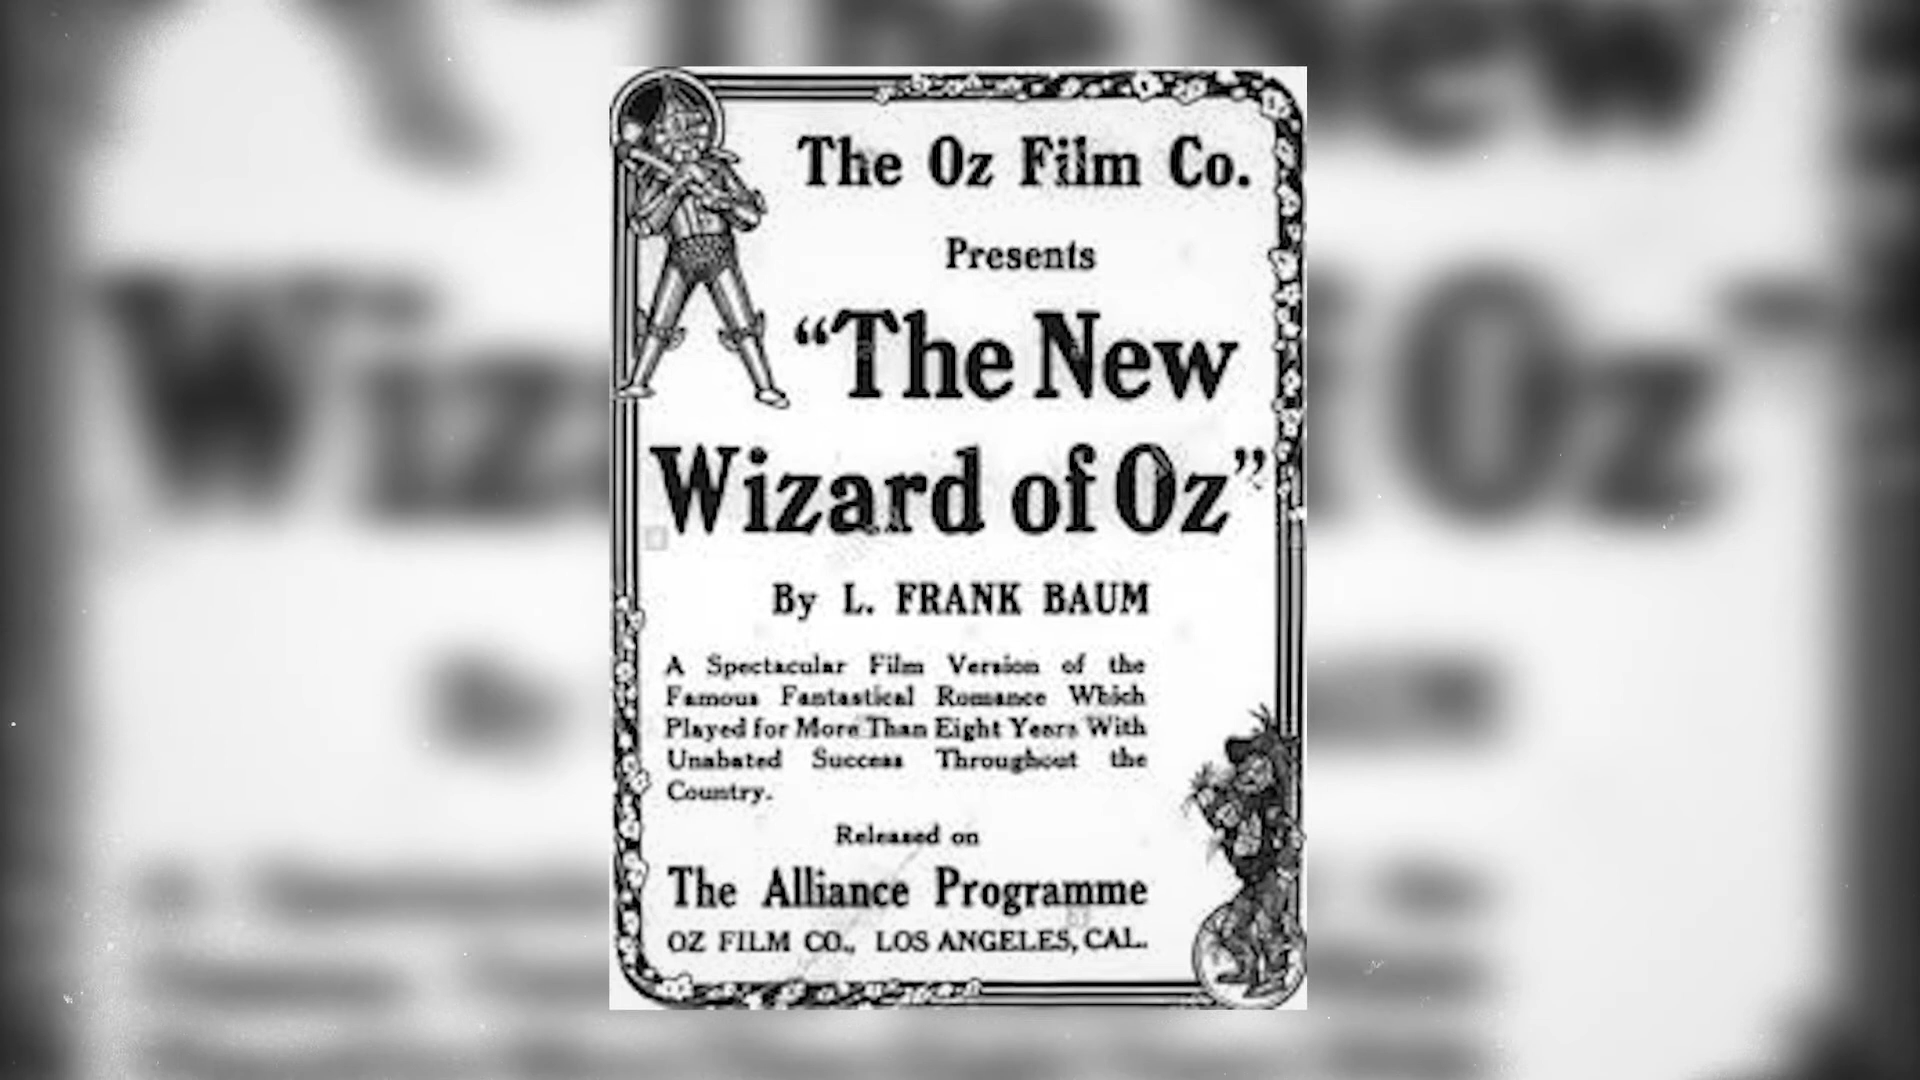 The Oz Film Co.
Presents
“The New
Wizard of Oz”
By L. FRANK BAUM
A Spectacular Film Version of the
Famous Fantastical Romance Which
Played for More Than Eight Years With
Unabated Success Throughout the
Country.
Released on
The Alliance Programme
OZ FILM CO., LOS ANGELES, CAL.